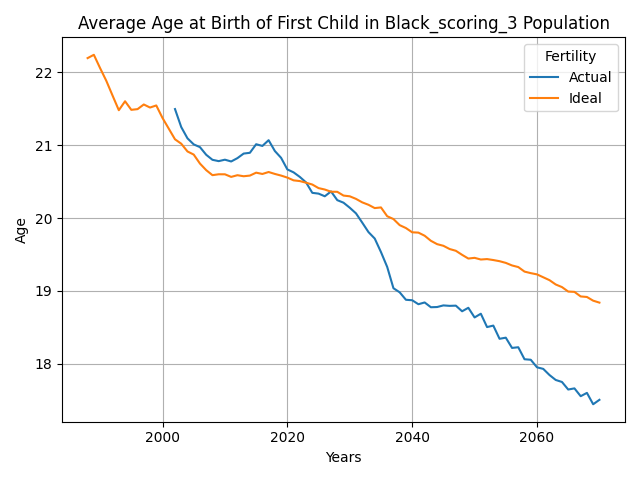 Average Age at Birth of First Child in Black_scoring_3 Population
Fertility
Actual
Ideal
22
21
20
19
18
Age
2000
2020
2040
2060
Years